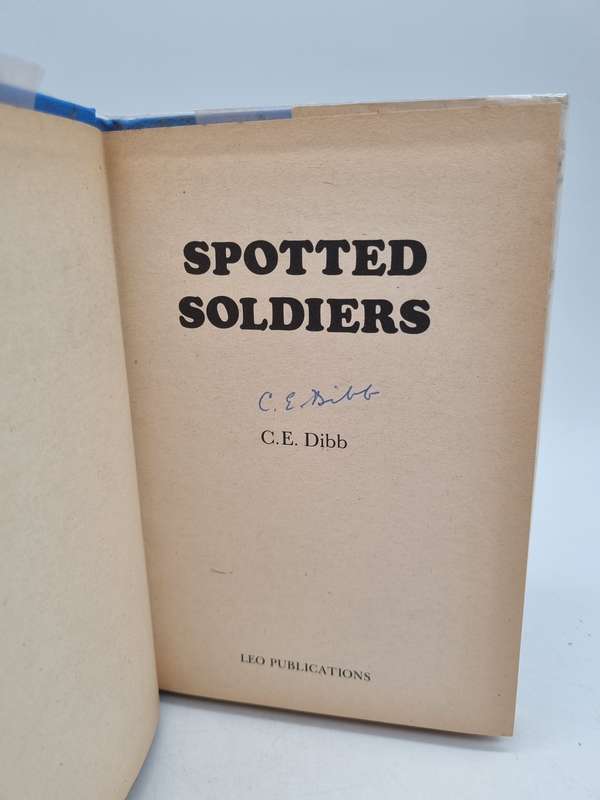 SPOTTED
SOLDIERS
C. E. Dibb
C.E. Dibb
LEO PUBLICATIONS